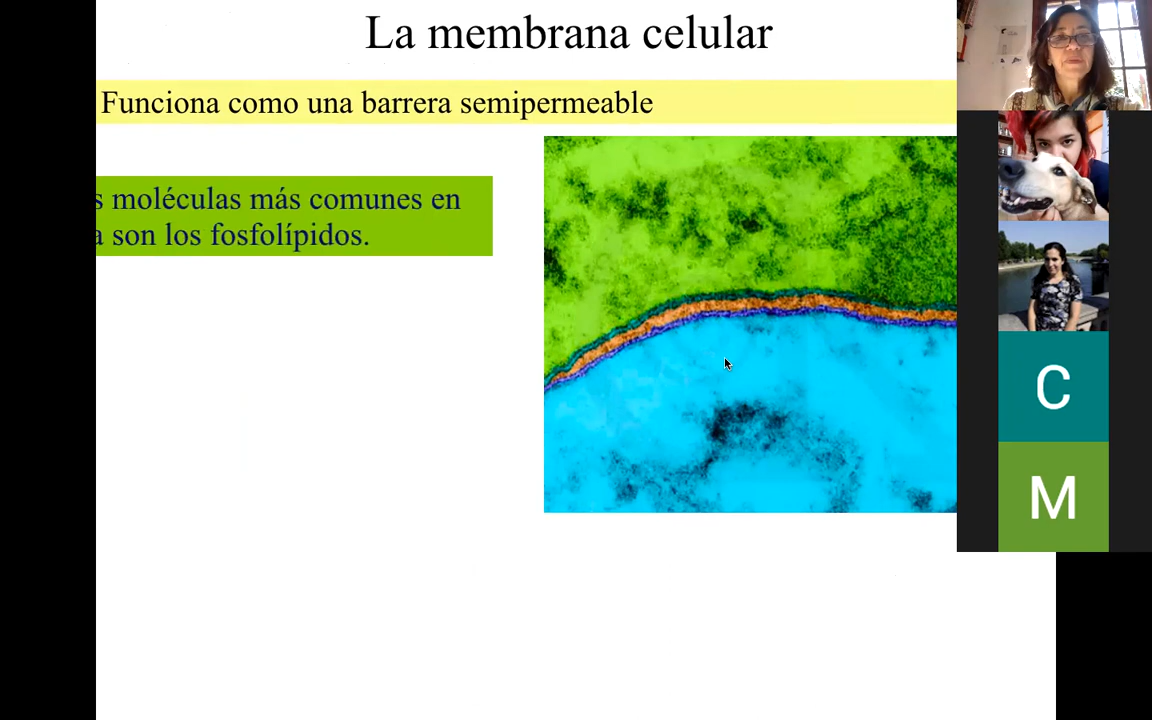 La membrana celular
Funciona como una barrera semipermeable
s moléculas más comunes en
a son los fosfolípidos.
C
M